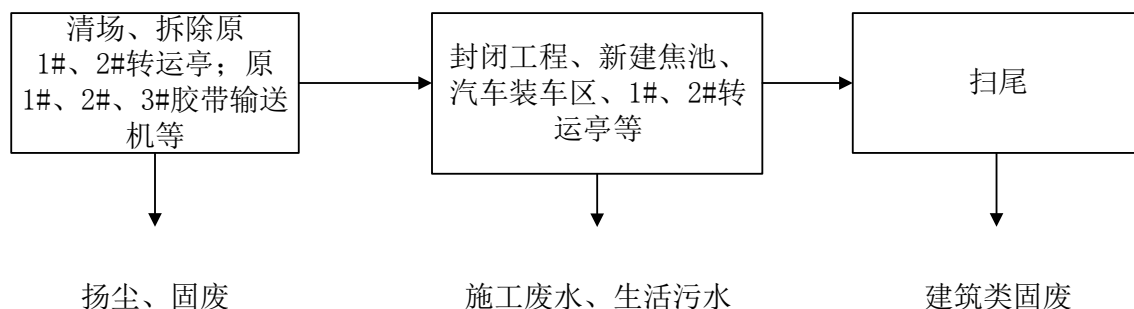 清场、拆除原
1#、2#转运亭；原
1#、2#、3#胶带输送
机等
封闭工程、新建焦池、
汽车装车区、1#、2#转
运亭等
扫尾
扬尘、固废
施工废水、生活污水
建筑类固废